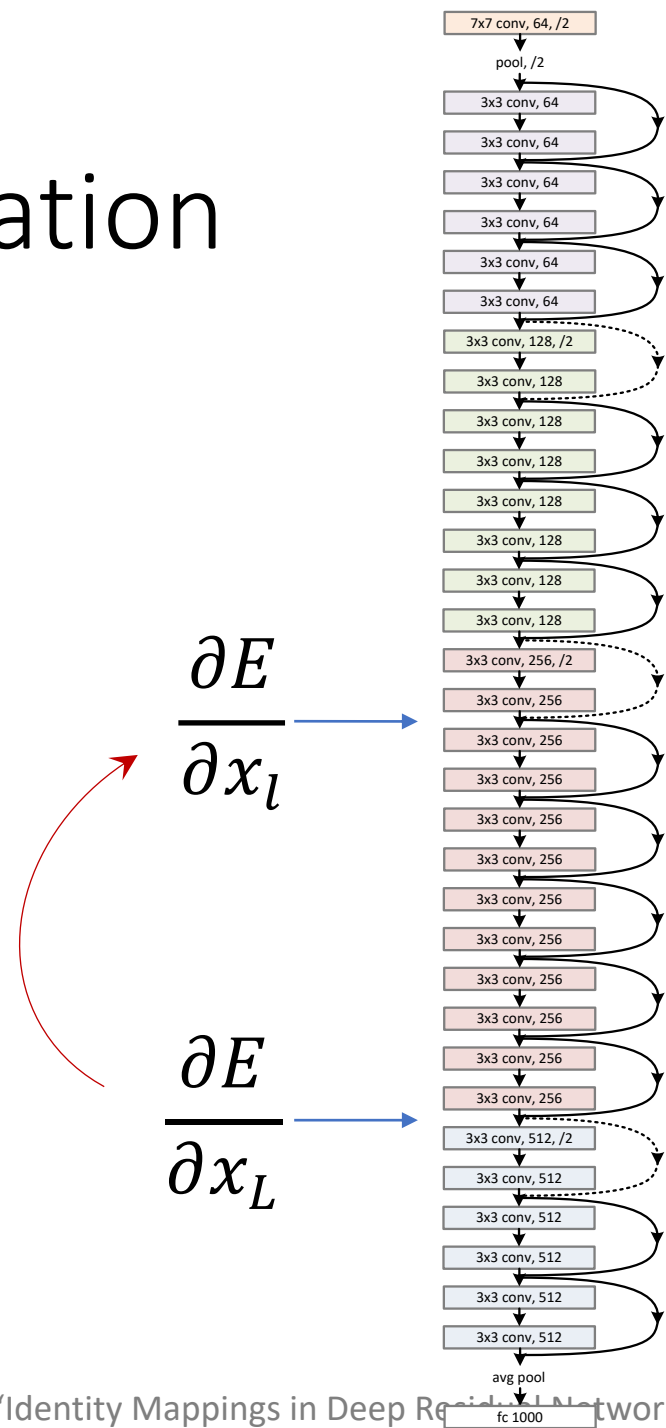 ation
7x7 conv, 64, /2
pool, /2
3x3 conv, 64
3x3 conv, 64
3x3 conv, 64
3x3 conv, 64
3x3 conv, 64
3x3 conv, 64
3x3 conv, 128, /2
3x3 conv, 128
3x3 conv, 128
3x3 conv, 128
3x3 conv, 128
3x3 conv, 128
3x3 conv, 128
3x3 conv, 128
3x3 conv, 256, /2
3x3 conv, 256
3x3 conv, 256
3x3 conv, 256
3x3 conv, 256
3x3 conv, 256
3x3 conv, 256
3x3 conv, 256
3x3 conv, 256
3x3 conv, 256
3x3 conv, 256
3x3 conv, 256
3x3 conv, 512, /2
3x3 conv, 512
3x3 conv, 512
3x3 conv, 512
3x3 conv, 512
3x3 conv, 512
avg pool
fc 1000
∂E
∂x_l
∂E
∂x_L
“Identity Mappings in Deep Residual Networ